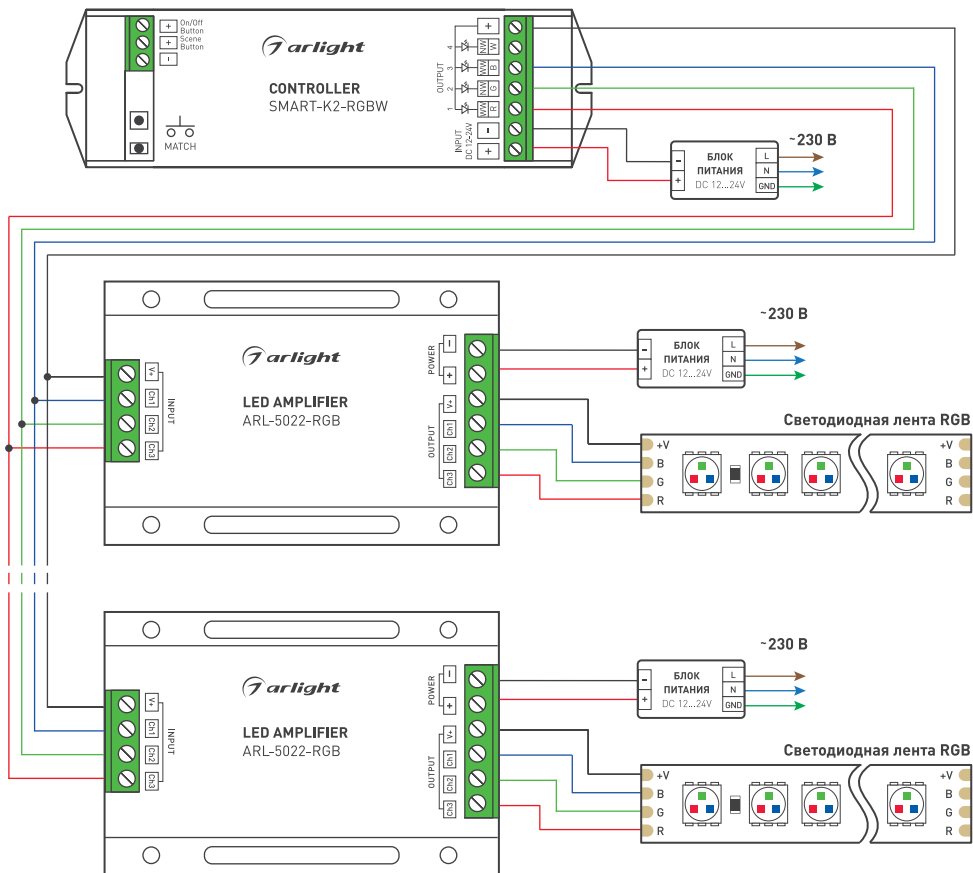 + On/Off
Button
+ Scene
Button
-
MATCH
arlight
CONTROLLER
SMART-K2-RGBW
OUTPUT
+
4 NW W
3 WW B
2 NW G
1 WW R
INPUT
DC 12-24V
-
+
~230 В
-
+
БЛОК
ПИТАНИЯ
DC 12...24V
L
N
GND
arlight
LED AMPLIFIER
ARL-5022-RGB
INPUT
V+
Ch1
Ch2
Ch3
POWER
-
+
OUTPUT
V+
Ch1
Ch2
Ch3
~230 В
-
+
БЛОК
ПИТАНИЯ
DC 12...24V
L
N
GND
Светодиодная лента RGB
+V +V
B B
G G
R R
arlight
LED AMPLIFIER
ARL-5022-RGB
INPUT
V+
Ch1
Ch2
Ch3
POWER
-
+
OUTPUT
V+
Ch1
Ch2
Ch3
~230 В
-
+
БЛОК
ПИТАНИЯ
DC 12...24V
L
N
GND
Светодиодная лента RGB
+V +V
B B
G G
R R